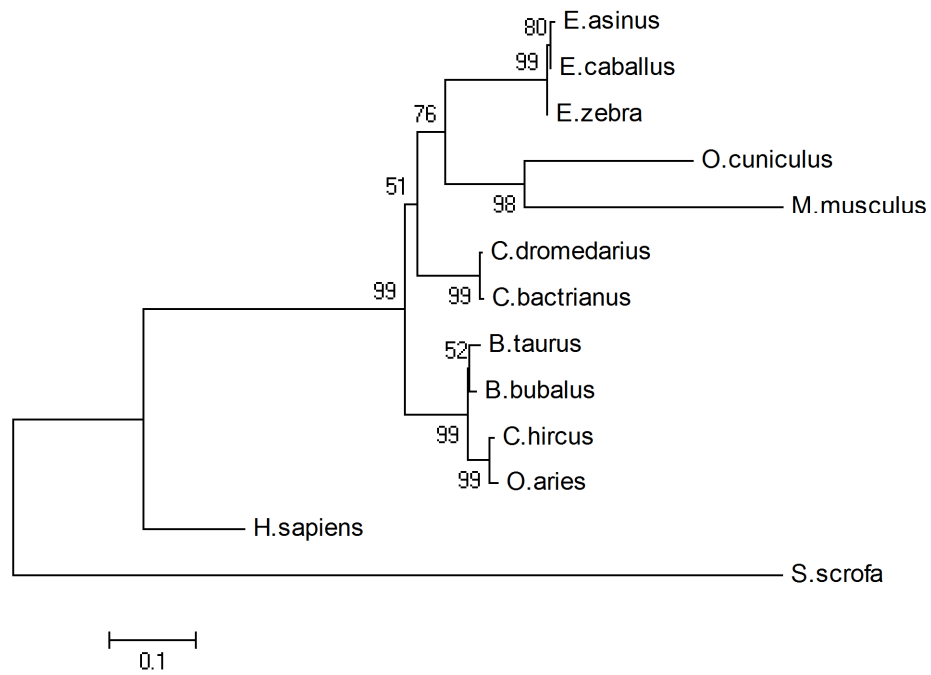 80
E.asinus
99
E.caballus
E.zebra
76
O.cuniculus
51
98
M.musculus
C.dromedarius
99
99
C.bactrianus
52
B.taurus
B.bubalus
99
C.hircus
99
O.aries
H.sapiens
S.scrofa
0.1